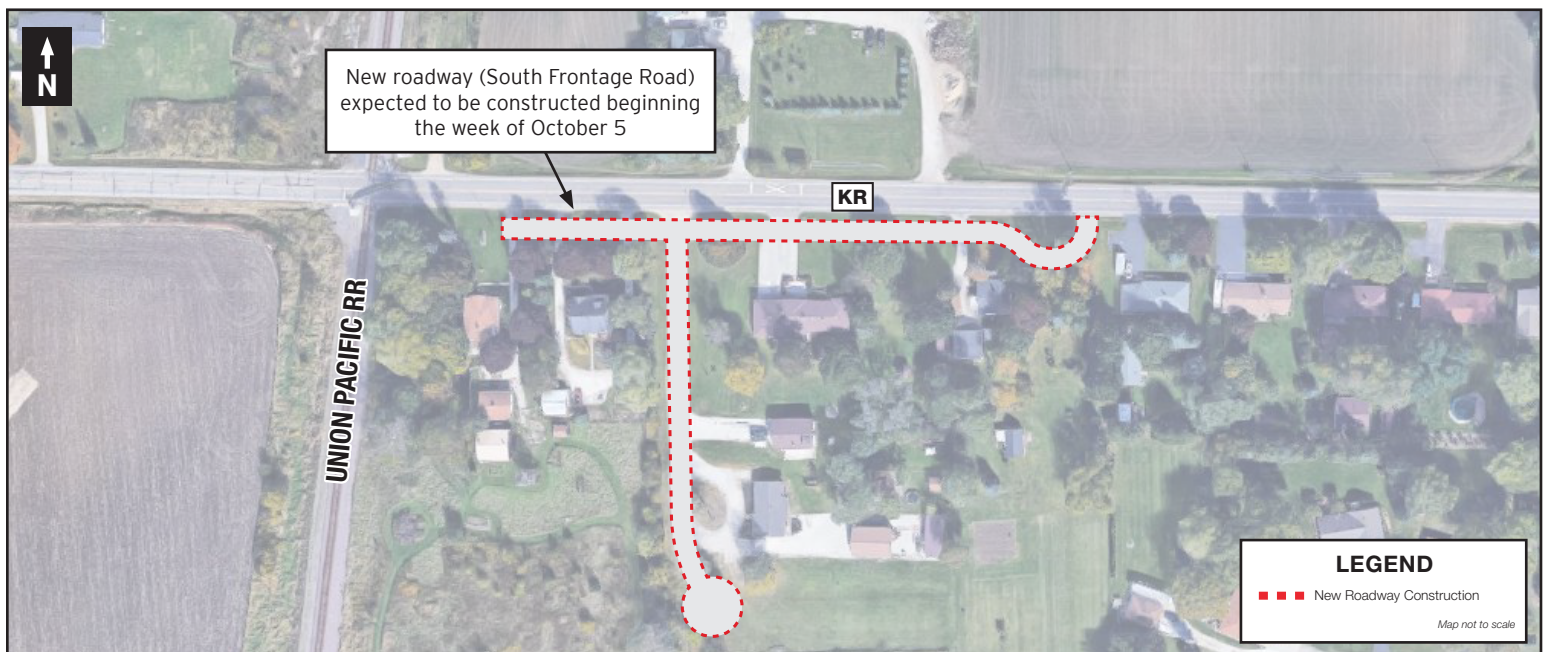 N
New roadway (South Frontage Road)
expected to be constructed beginning
the week of October 5
KR
UNION PACIFIC RR
LEGEND
New Roadway Construction
Map not to scale